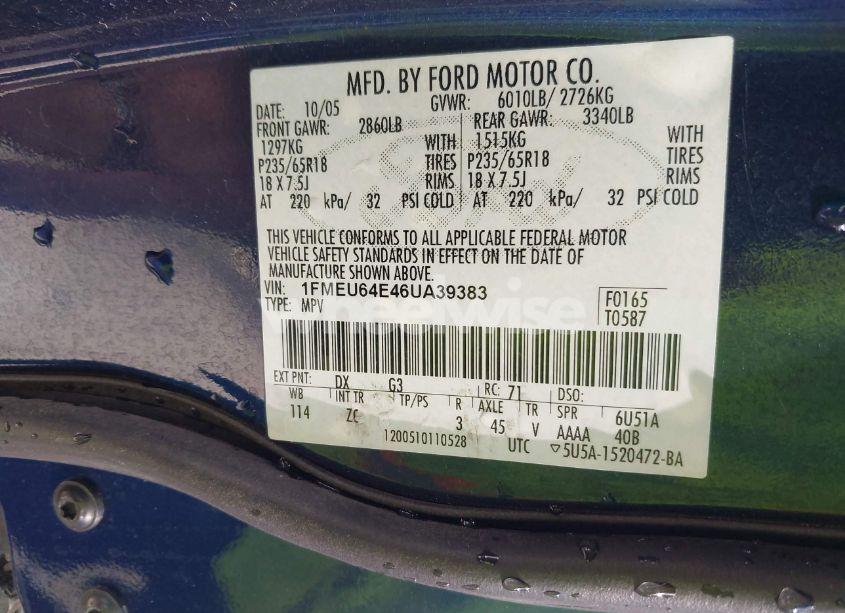 MFD. BY FORD MOTOR CO.
DATE: 10/05 GVWR: 6010LB/ 2726KG
FRONT GAWR: 2860LB REAR GAWR: 3340LB
1297KG WITH 1515KG WITH
P235/65R18 TIRES P235/65R18 TIRES
18 X 7.5J RIMS 18 X 7.5J RIMS
AT 220 kPa/ 32 PSI COLD AT 220 kPa/ 32 PSI COLD
THIS VEHICLE CONFORMS TO ALL APPLICABLE FEDERAL MOTOR
VEHICLE SAFETY STANDARDS IN EFFECT ON THE DATE OF
MANUFACTURE SHOWN ABOVE.
VIN: 1FMEU64E46UA39383 F0165
TYPE: MPV T0587
EXT PNT: DX G3 RC: 71 DSO:
WB INT TR TP/PS R AXLE TR SPR 6U51A
114 ZC 3 45 V AAAA 40B
1200510110528 UTC ▽5U5A-1520472-BA